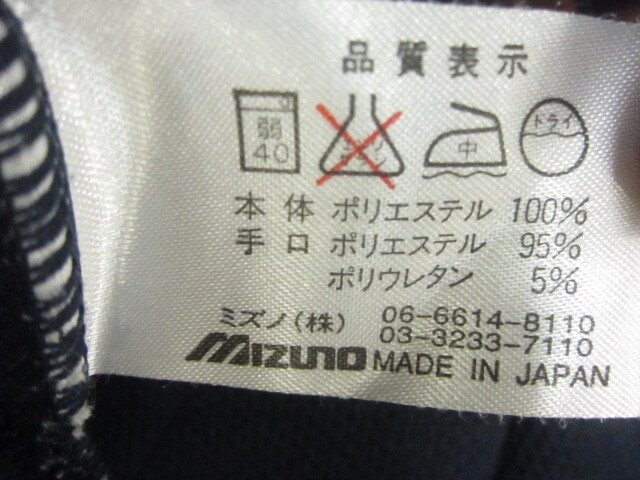 品質表示
弱
40
中
ドライ
本体 ポリエステル 100%
手口 ポリエステル 95%
ポリウレタン 5%
ミズノ(株) 06-6614-8110
03-3233-7110
MIZUNO MADE IN JAPAN